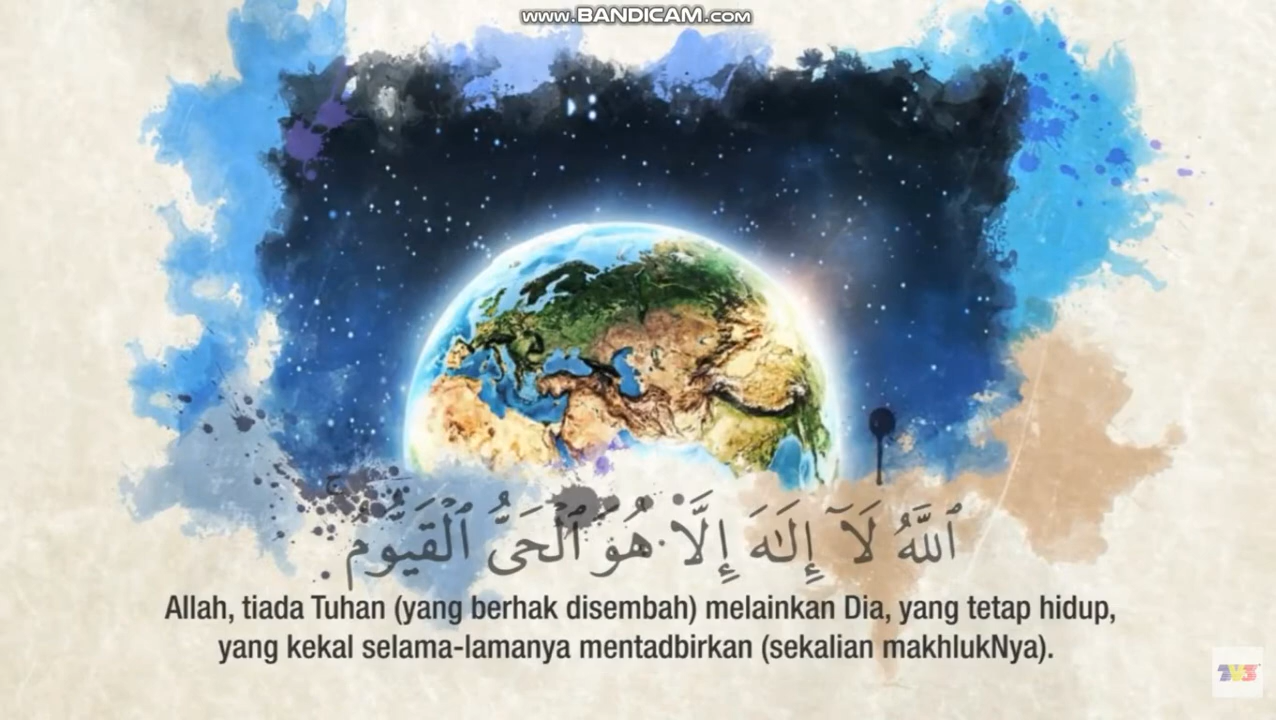 www.BANDICAM.com
ٱللَّهُ لَآ إِلَـٰهَ إِلَّا هُوَ ٱلْحَىُّ ٱلْقَيُّومُ ۚ
Allah, tiada Tuhan (yang berhak disembah) melainkan Dia, yang tetap hidup,
yang kekal selama-lamanya mentadbirkan (sekalian makhlukNya).
TV3